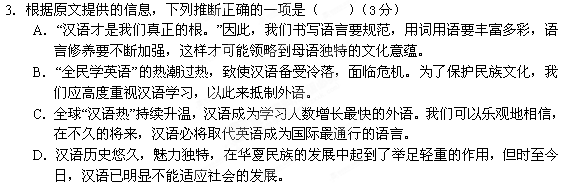 3. 根据原文提供的信息，下列推断正确的一项是（ ）（3分）
A．“汉语才是我们真正的根。”因此，我们书写语言要规范，用词用语要丰富多彩，语
言修养要不断加强，这样才可能领略到母语独特的文化意蕴。
B．“全民学英语”的热潮过热，致使汉语备受冷落，面临危机。为了保护民族文化，我
们应高度重视汉语学习，以此来抵制外语。
C．全球“汉语热”持续升温，汉语成为学习人数增长最快的外语。我们可以乐观地相信，
在不久的将来，汉语必将取代英语成为国际最通行的语言。
D．汉语历史悠久，魅力独特，在华夏民族的发展中起到了举足轻重的作用，但时至今
日，汉语已明显不能适应社会的发展。